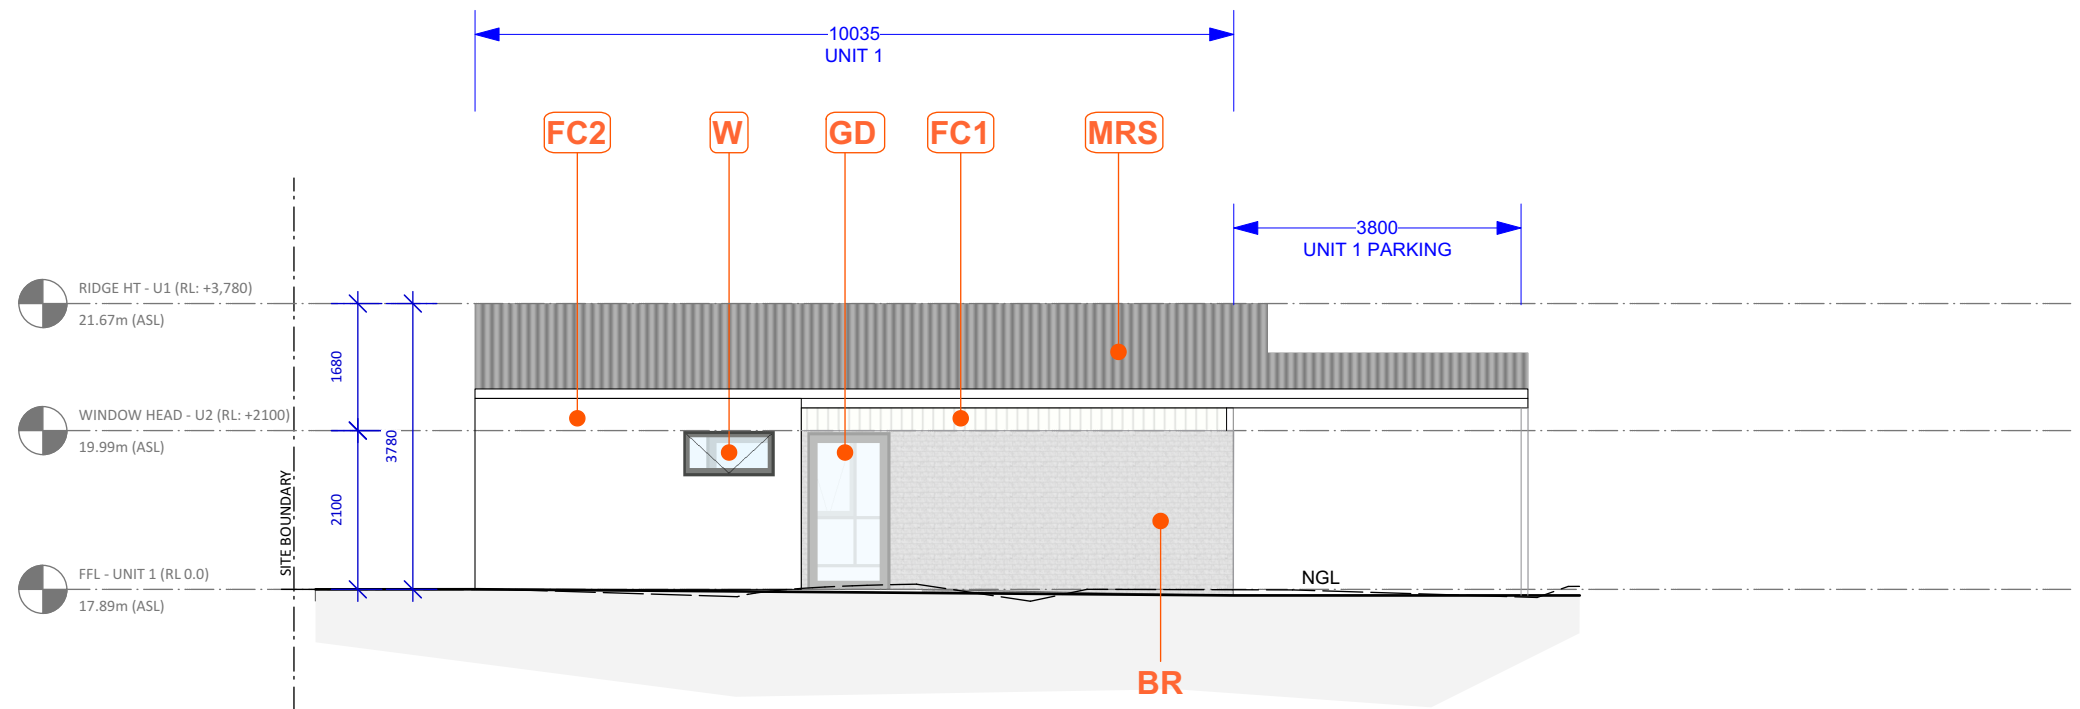 10035
UNIT 1
FC2
W
GD
FC1
MRS
3800
UNIT 1 PARKING
RIDGE HT - U1 (RL: +3,780)
21.67m (ASL)
1680
WINDOW HEAD - U2 (RL: +2100)
19.99m (ASL)
3780
2100
SITE BOUNDARY
FFL - UNIT 1 (RL 0.0)
17.89m (ASL)
NGL
BR